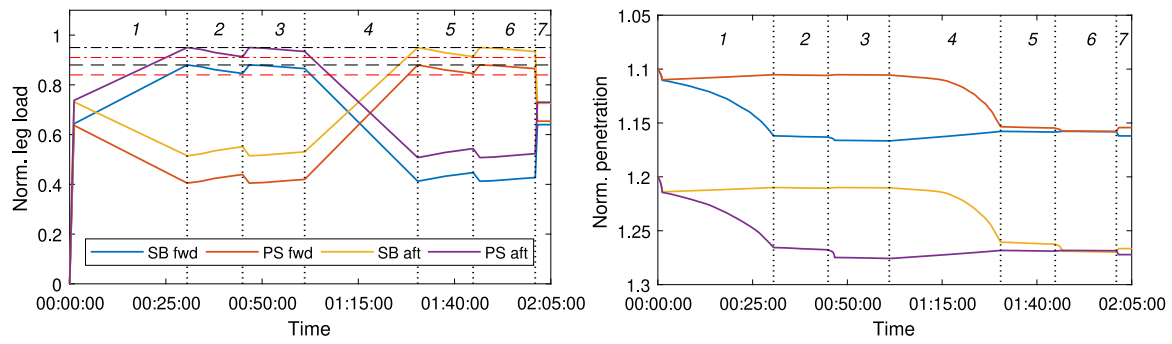 1 2 3 4 5 6 7
1
0.8
0.6
0.4
0.2
0
Norm. leg load
SB fwd PS fwd SB aft PS aft
00:00:00 00:25:00 00:50:00 01:15:00 01:40:00 02:05:00
Time
1.05
1 2 3 4 5 6 7
1.1
1.15
1.2
1.25
1.3
Norm. penetration
00:00:00 00:25:00 00:50:00 01:15:00 01:40:00 02:05:00
Time